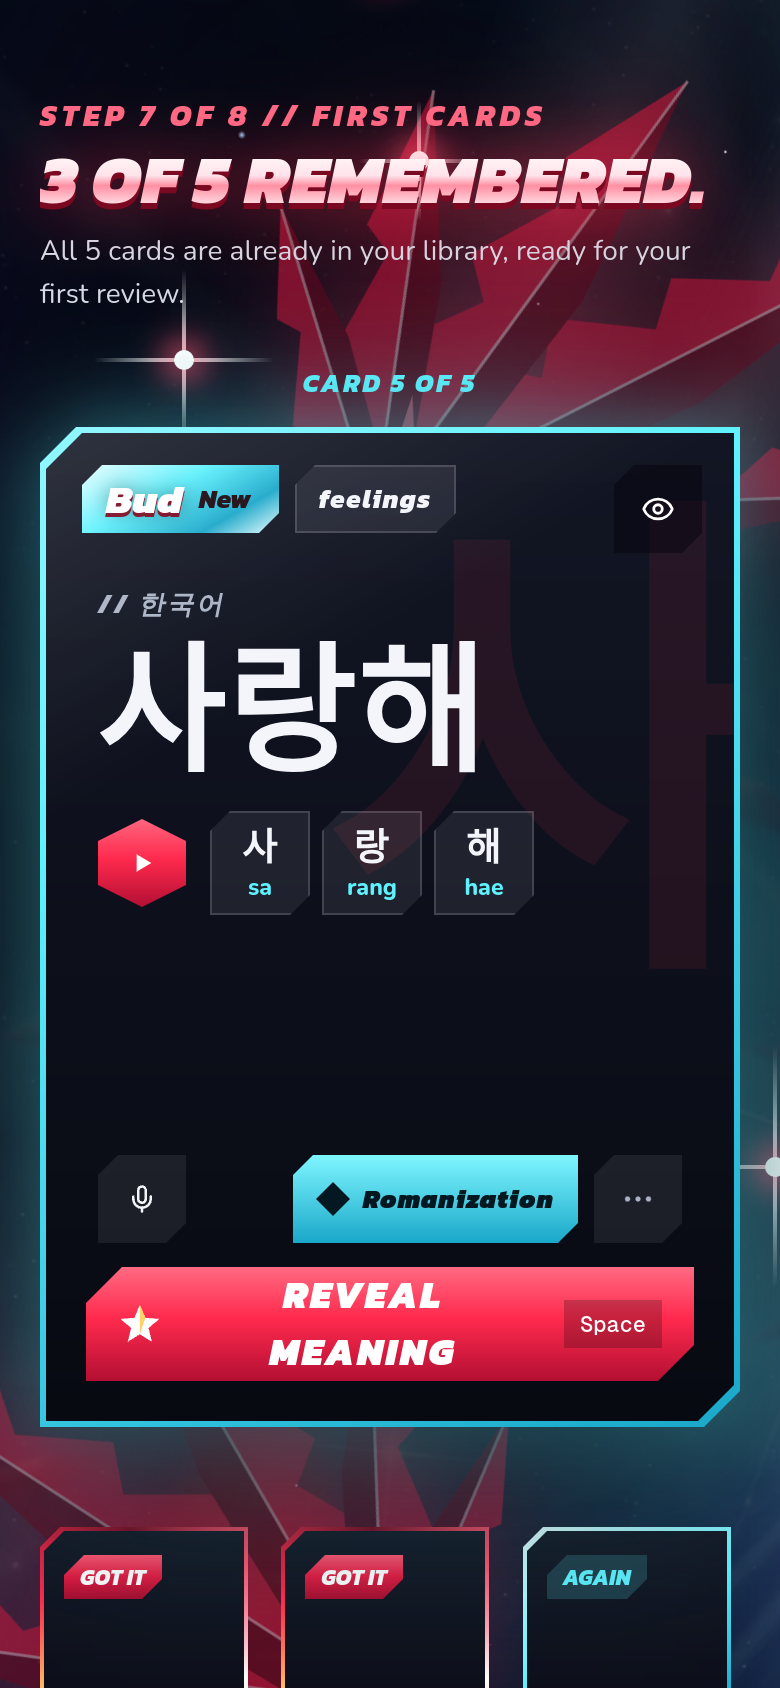 STEP 7 OF 8 // FIRST CARDS
3 OF 5 REMEMBERED.
All 5 cards are already in your library, ready for your
first review.
CARD 5 OF 5
Bud New
feelings
// 한국어
사랑해
사 랑 해
sa rang hae
Romanization
REVEAL
MEANING
Space
GOT IT
GOT IT
AGAIN